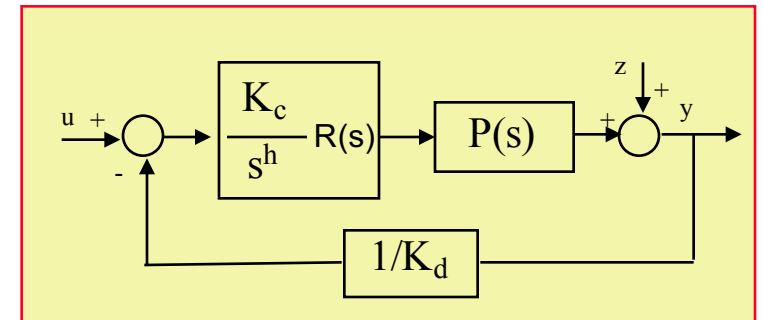 z
+
u + K_c + y
s^h R(s) P(s)
-
1/K_d